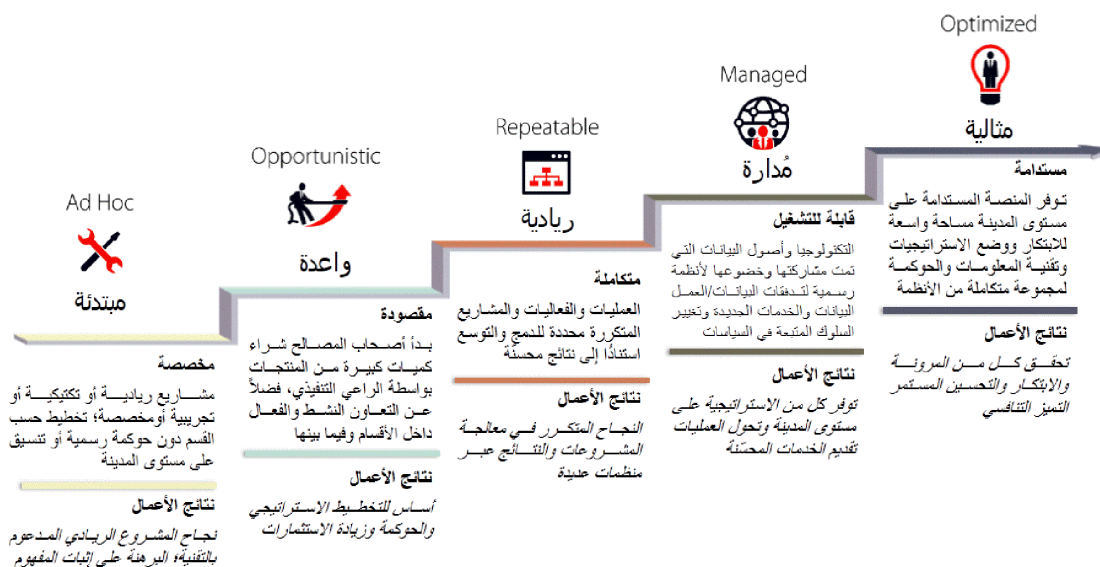 Ad Hoc
مبتدئة
مخصصة
مشاريع ريادية أو تكتيكية أو
تجريبية أومخصصة؛ تخطيط حسب
القسم دون حوكمة رسمية أو تنسيق
على مستوى المدينة
نتائج الأعمال
نجاح المشروع الريادي المدعوم
بالتقنية؛ البرهنة على إثبات المفهوم
Opportunistic
واعدة
مقصودة
بدأ أصحاب المصالح شراء
كميات كبيرة من المنتجات
بواسطة الراعي التنفيذي، فضلاً
عن التعاون النشط والفعال
داخل الأقسام وفيما بينها
نتائج الأعمال
أساس للتخطيط الاستراتيجي
والحوكمة وزيادة الاستثمارات
Repeatable
ريادية
متكاملة
العمليات والفعاليات والمشاريع
المتكررة محددة للدمج والتوسع
استنادًا إلى نتائج محسنّة
نتائج الأعمال
النجاح المتكرر في معالجة
المشروعات والنتائج عبر
منظمات عديدة
Managed
مُدارة
قابلة للتشغيل
التكنولوجيا وأصول البيانات التي
تمت مشاركتها وخضوعها لأنظمة
رسمية لتدفقات البيانات/العمل
البيانات والخدمات الجديدة وتغيير
السلوك المتبعة في السياسات
نتائج الأعمال
توفر كل من الاستراتيجية على
مستوى المدينة وتحول العمليات
تقديم الخدمات المحسّنة
Optimized
مثالية
مستدامة
توفر المنصة المستدامة على
مستوى المدينة مساحة واسعة
للابتكار ووضع الاستراتيجيات
وتقنية المعلومات والحوكمة
لمجموعة متكاملة من الأنظمة
نتائج الأعمال
تحقق كل من المرونة
والابتكار والتحسين المستمر
التميز التنافسي